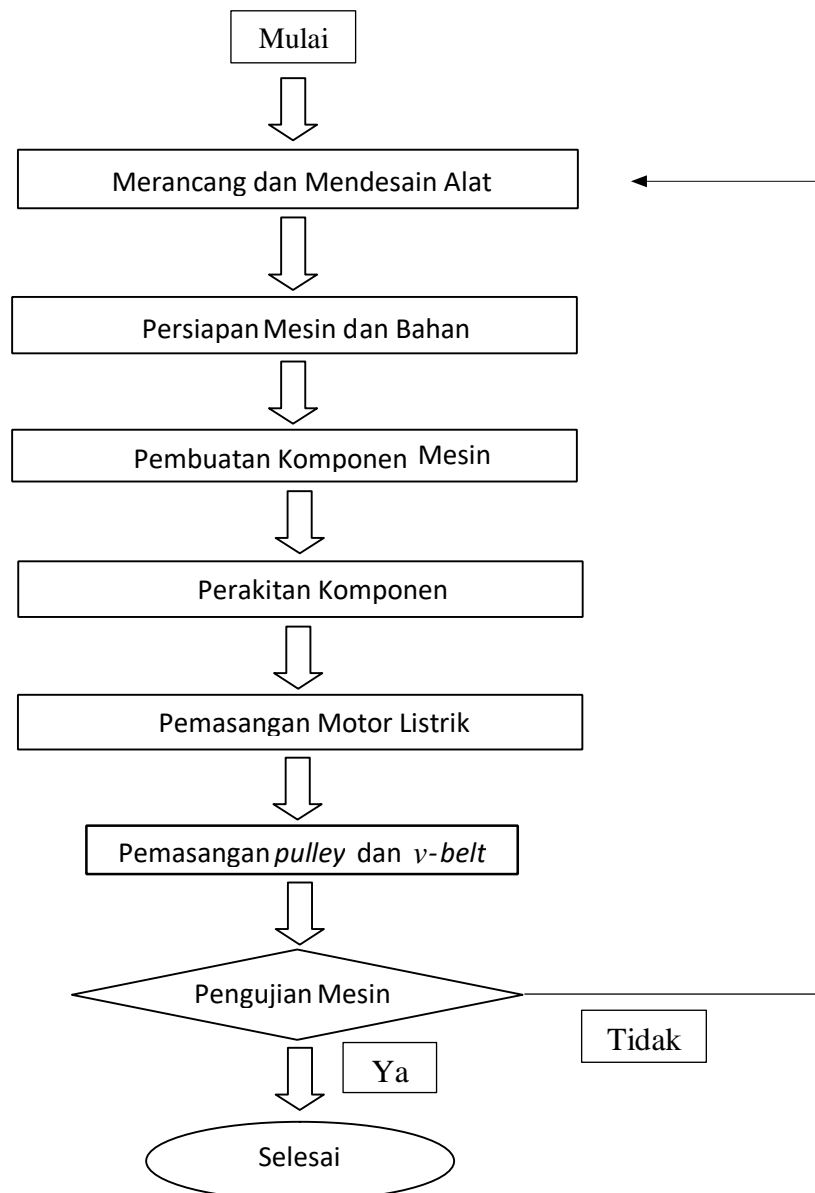 Mulai
Merancang dan Mendesain Alat
Persiapan Mesin dan Bahan
Pembuatan Komponen Mesin
Perakitan Komponen
Pemasangan Motor Listrik
Pemasangan pulley dan v-belt
Pengujian Mesin
Tidak
Ya
Selesai